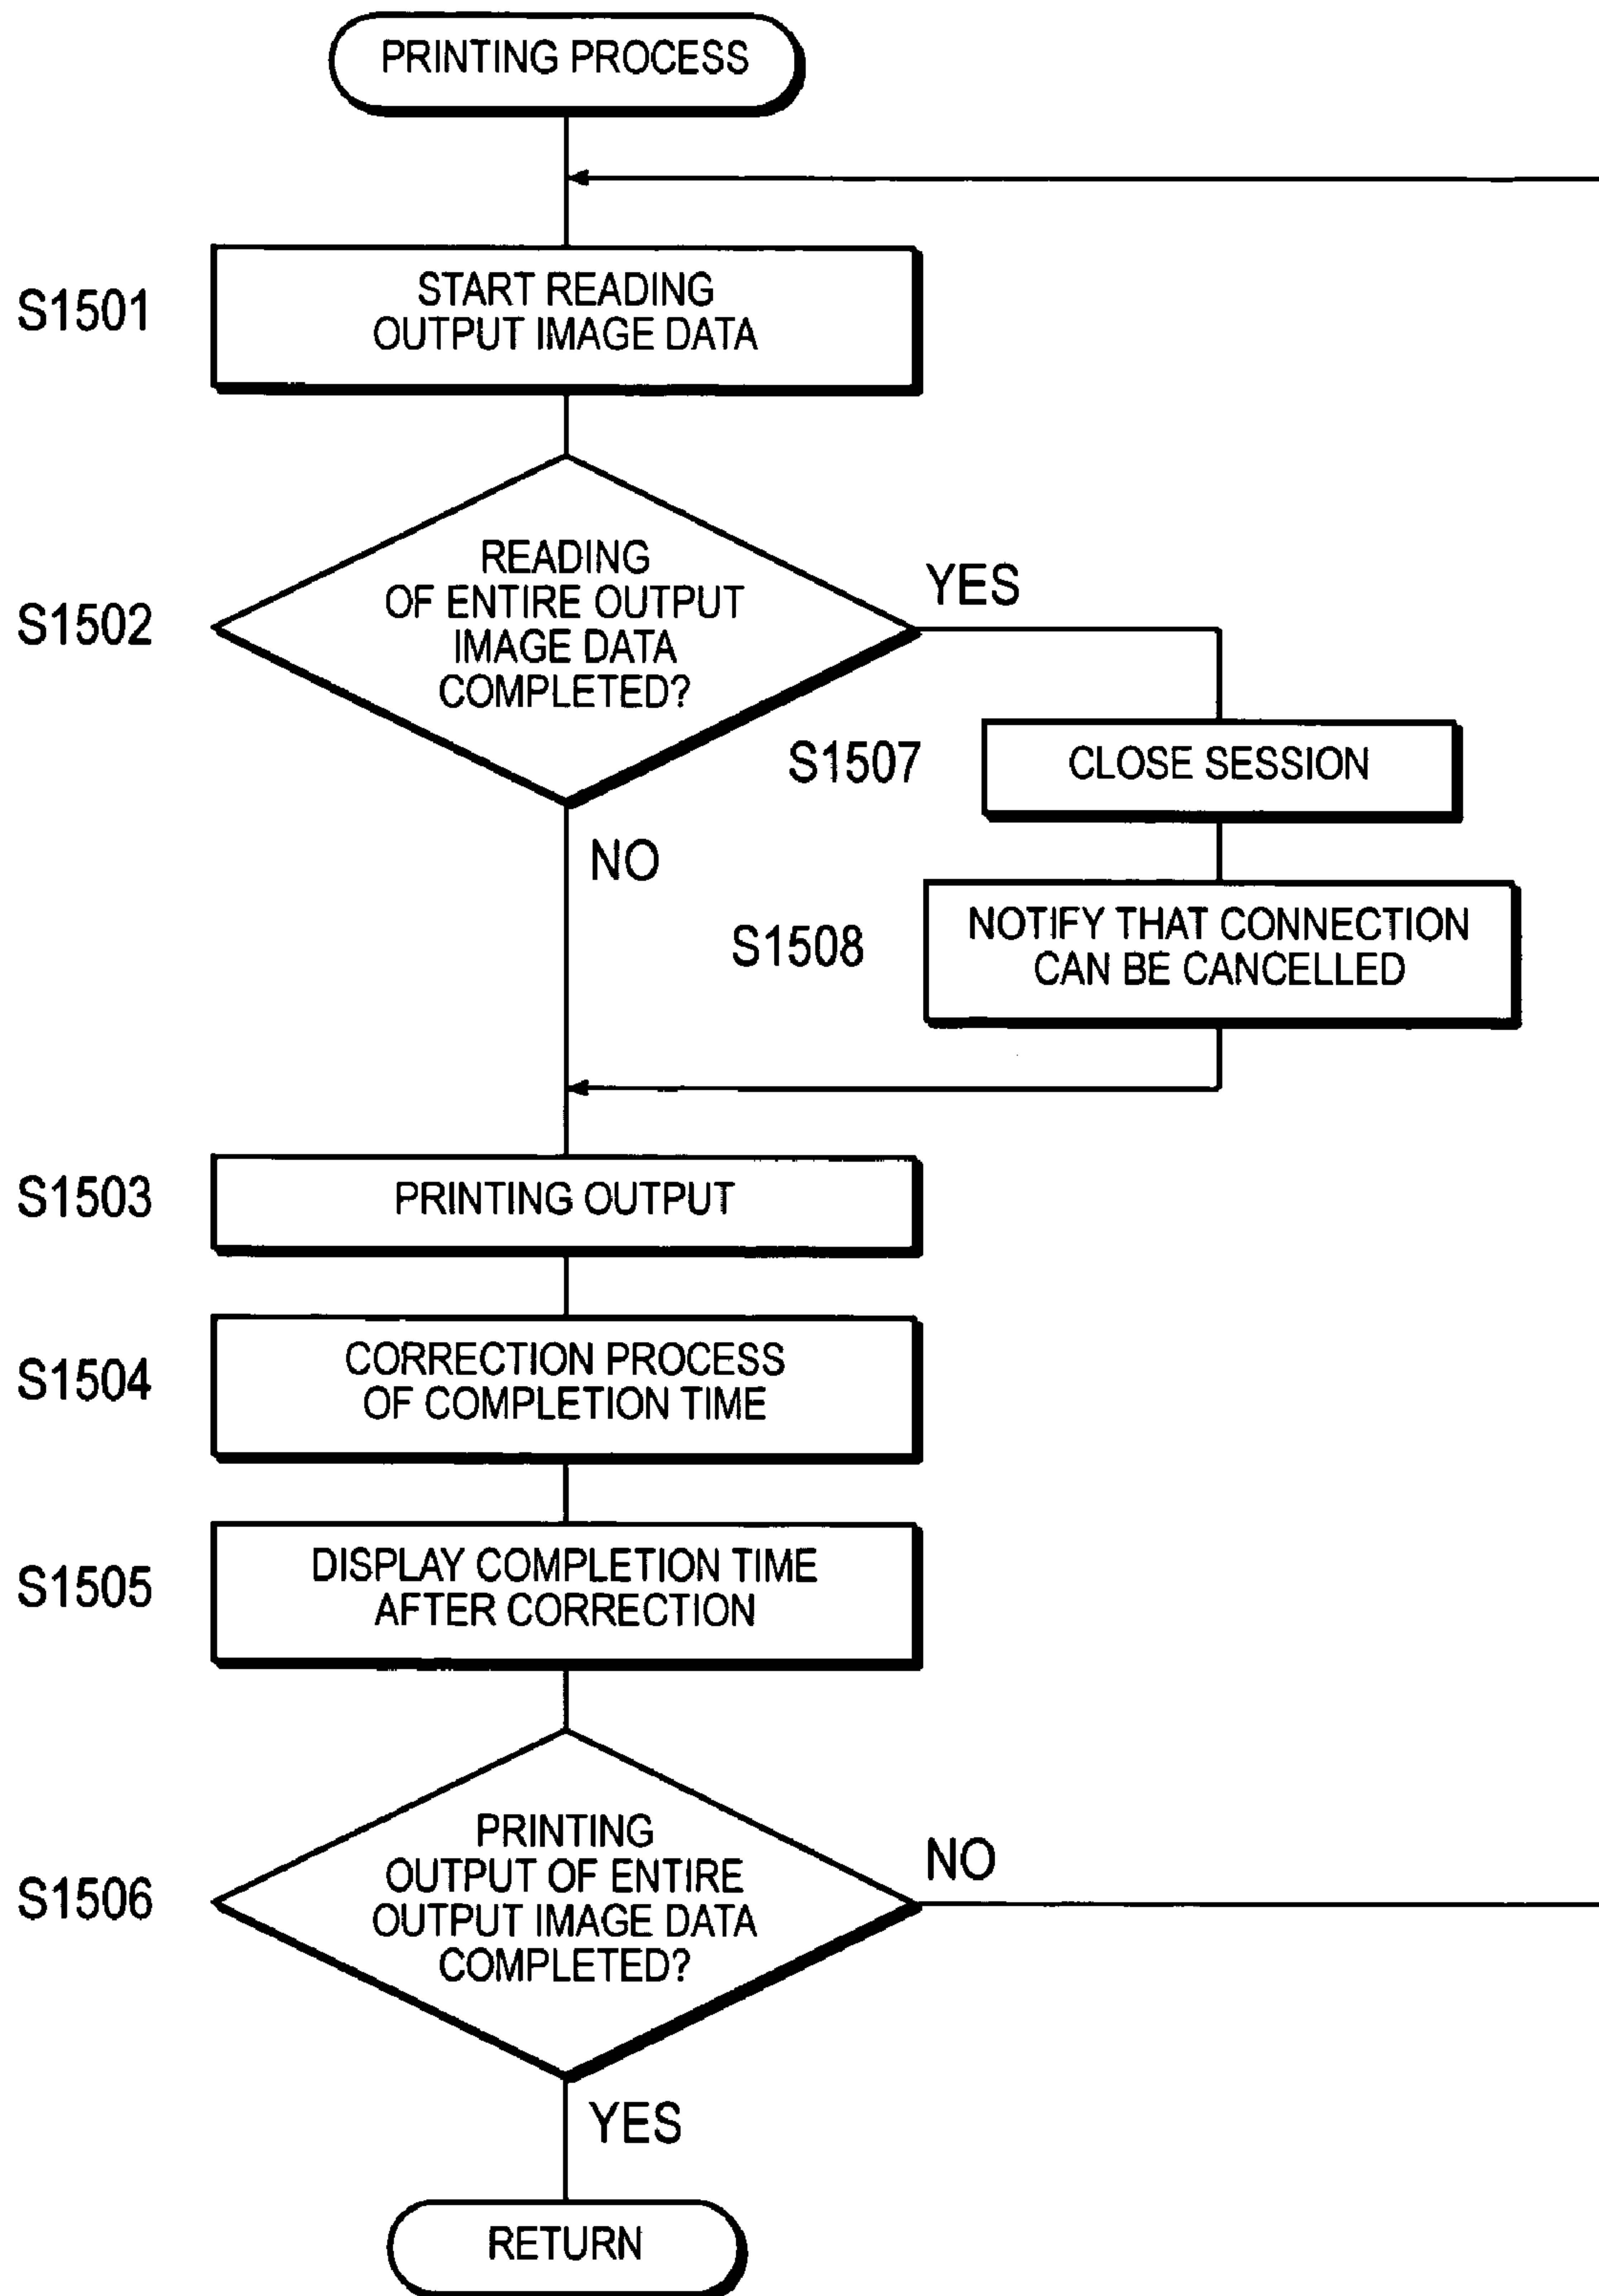 PRINTING PROCESS
S1501
START READING
OUTPUT IMAGE DATA
S1502
READING
OF ENTIRE OUTPUT
IMAGE DATA
COMPLETED?
YES
NO
S1507
CLOSE SESSION
S1508
NOTIFY THAT CONNECTION
CAN BE CANCELLED
S1503
PRINTING OUTPUT
S1504
CORRECTION PROCESS
OF COMPLETION TIME
S1505
DISPLAY COMPLETION TIME
AFTER CORRECTION
S1506
PRINTING
OUTPUT OF ENTIRE
OUTPUT IMAGE DATA
COMPLETED?
NO
YES
RETURN